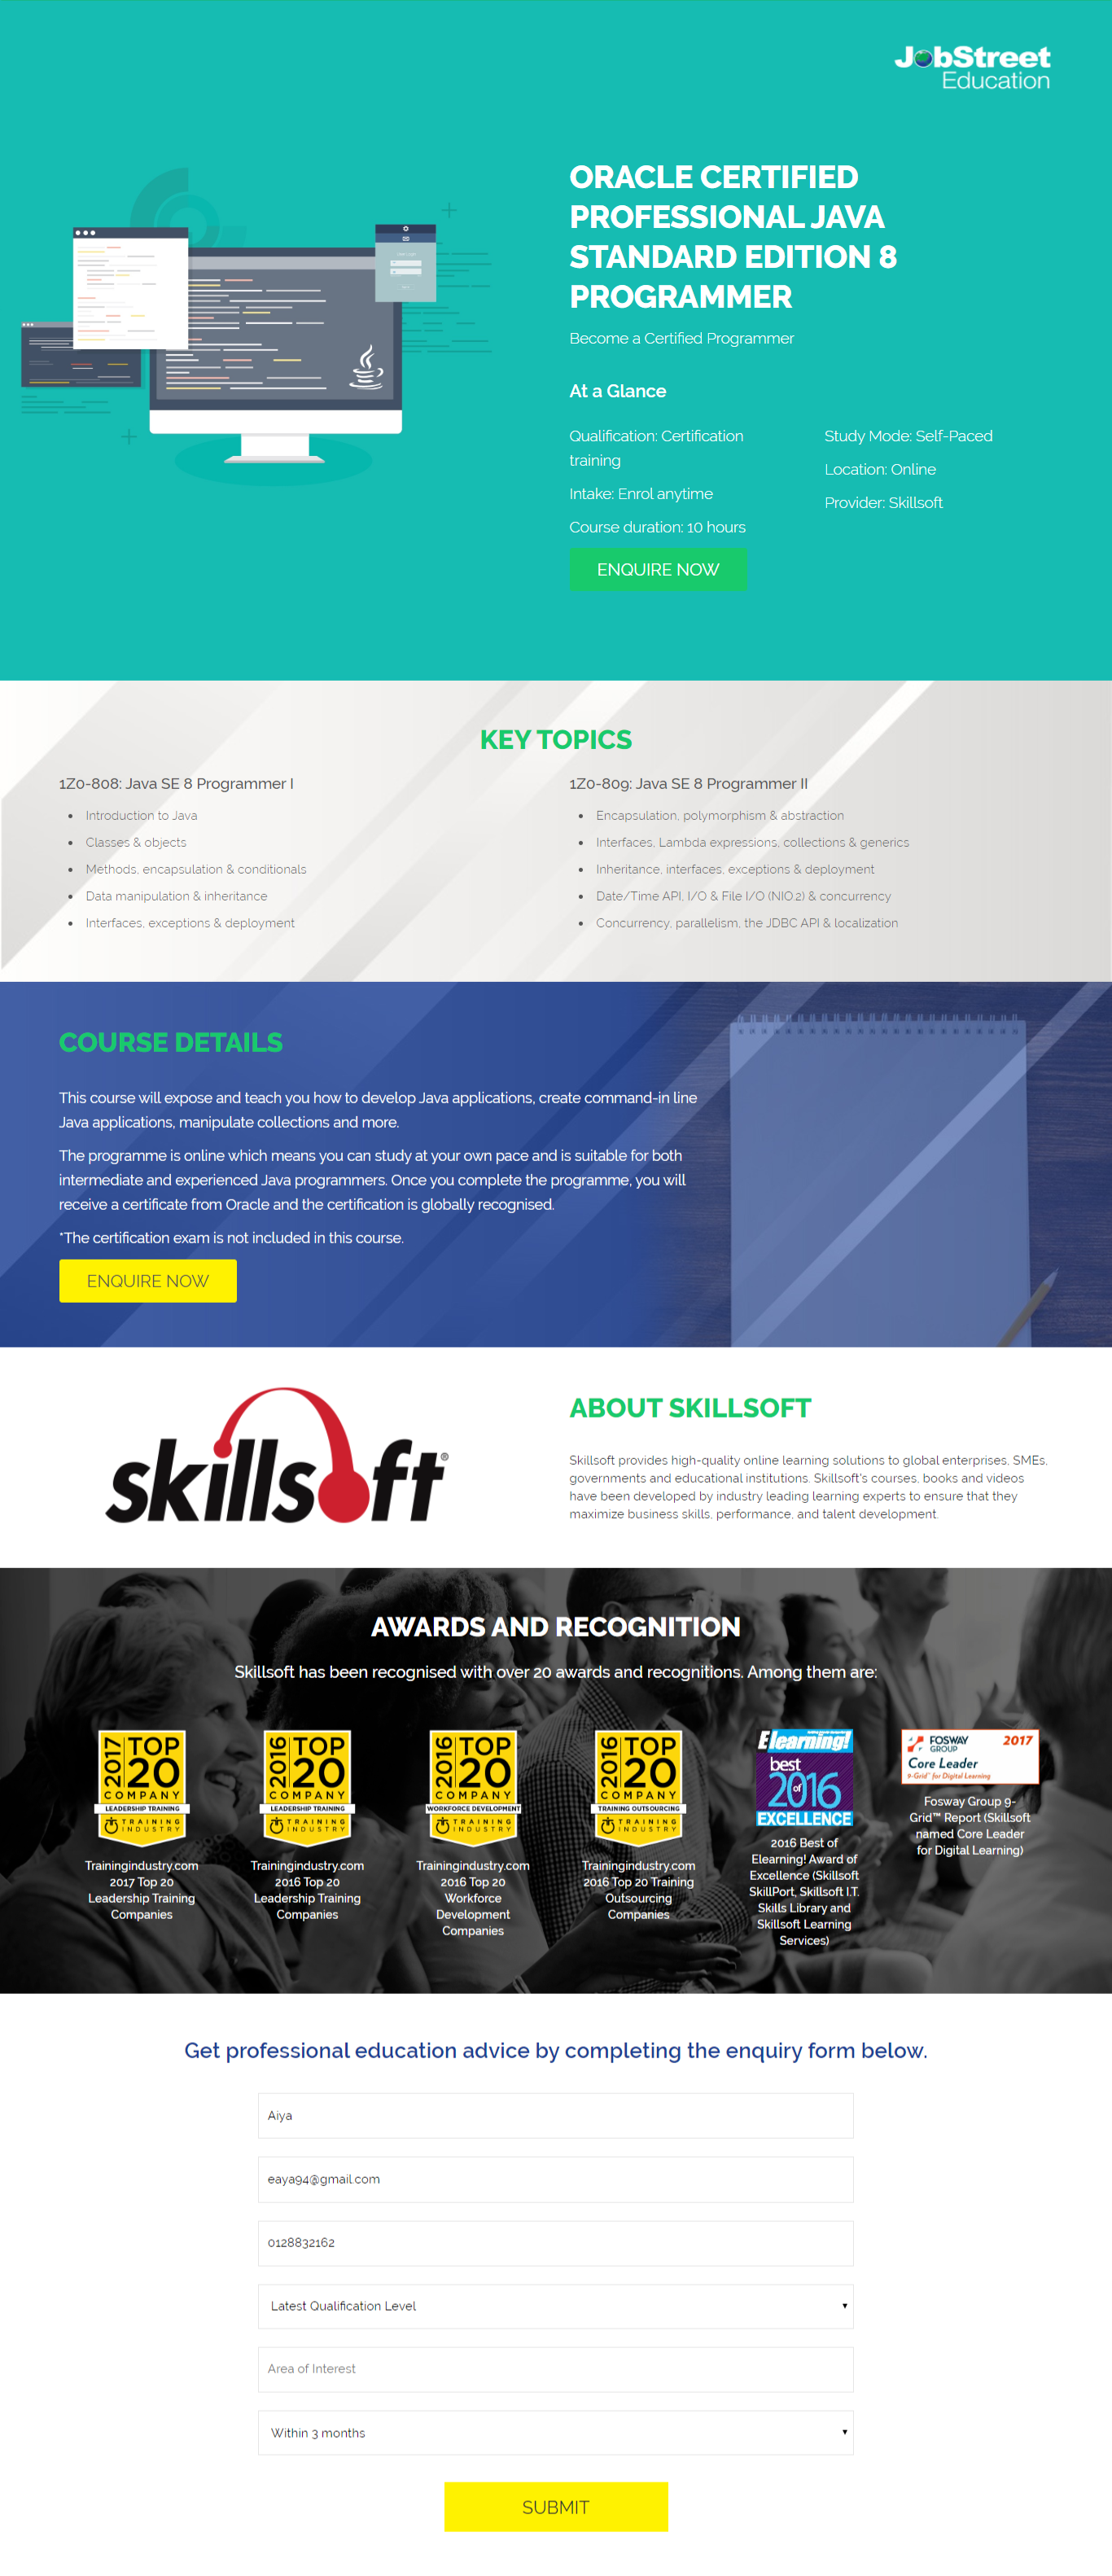 JobStreet
Education
ORACLE CERTIFIED
PROFESSIONAL JAVA
STANDARD EDITION 8
PROGRAMMER
Become a Certified Programmer
At a Glance
Qualification: Certification
training
Intake: Enrol anytime
Course duration: 10 hours
Study Mode: Self-Paced
Location: Online
Provider: Skillsoft
ENQUIRE NOW
KEY TOPICS
1Z0-808: Java SE 8 Programmer I
Introduction to Java
Classes & objects
Methods, encapsulation & conditionals
Data manipulation & inheritance
Interfaces, exceptions & deployment
1Z0-809: Java SE 8 Programmer II
Encapsulation, polymorphism & abstraction
Interfaces, Lambda expressions, collections & generics
Inheritance, interfaces, exceptions & deployment
Date/Time API, I/O & File I/O (NIO.2) & concurrency
Concurrency, parallelism, the JDBC API & localization
COURSE DETAILS
This course will expose and teach you how to develop Java applications, create command-in line
Java applications, manipulate collections and more.
The programme is online which means you can study at your own pace and is suitable for both
intermediate and experienced Java programmers. Once you complete the programme, you will
receive a certificate from Oracle and the certification is globally recognised.
*The certification exam is not included in this course.
ENQUIRE NOW
skillsoft®
ABOUT SKILLSOFT
Skillsoft provides high-quality online learning solutions to global enterprises, SMEs,
governments and educational institutions. Skillsoft's courses, books and videos
have been developed by industry leading learning experts to ensure that they
maximize business skills, performance, and talent development.
AWARDS AND RECOGNITION
Skillsoft has been recognised with over 20 awards and recognitions. Among them are:
2017 TOP
20
COMPANY
LEADERSHIP TRAINING
TRAINING
INDUSTRY
Trainingindustry.com
2017 Top 20
Leadership Training
Companies
2016 TOP
20
COMPANY
LEADERSHIP TRAINING
TRAINING
INDUSTRY
Trainingindustry.com
2016 Top 20
Leadership Training
Companies
2016 TOP
20
COMPANY
WORKFORCE DEVELOPMENT
TRAINING
INDUSTRY
Trainingindustry.com
2016 Top 20
Workforce
Development
Companies
2016 TOP
20
COMPANY
TRAINING OUTSOURCING
TRAINING
INDUSTRY
Trainingindustry.com
2016 Top 20 Training
Outsourcing
Companies
Elearning!
best
of
2016
EXCELLENCE
2016 Best of
Elearning! Award of
Excellence (Skillsoft
SkillPort, Skillsoft I.T.
Skills Library and
Skillsoft Learning
Services)
FOSWAY
GROUP
2017
Core Leader
9-Grid™ for Digital Learning
Fosway Group 9-
Grid™ Report (Skillsoft
named Core Leader
for Digital Learning)
Get professional education advice by completing the enquiry form below.
Aiya
eaya94@gmail.com
0128832162
Latest Qualification Level
Area of Interest
Within 3 months
SUBMIT